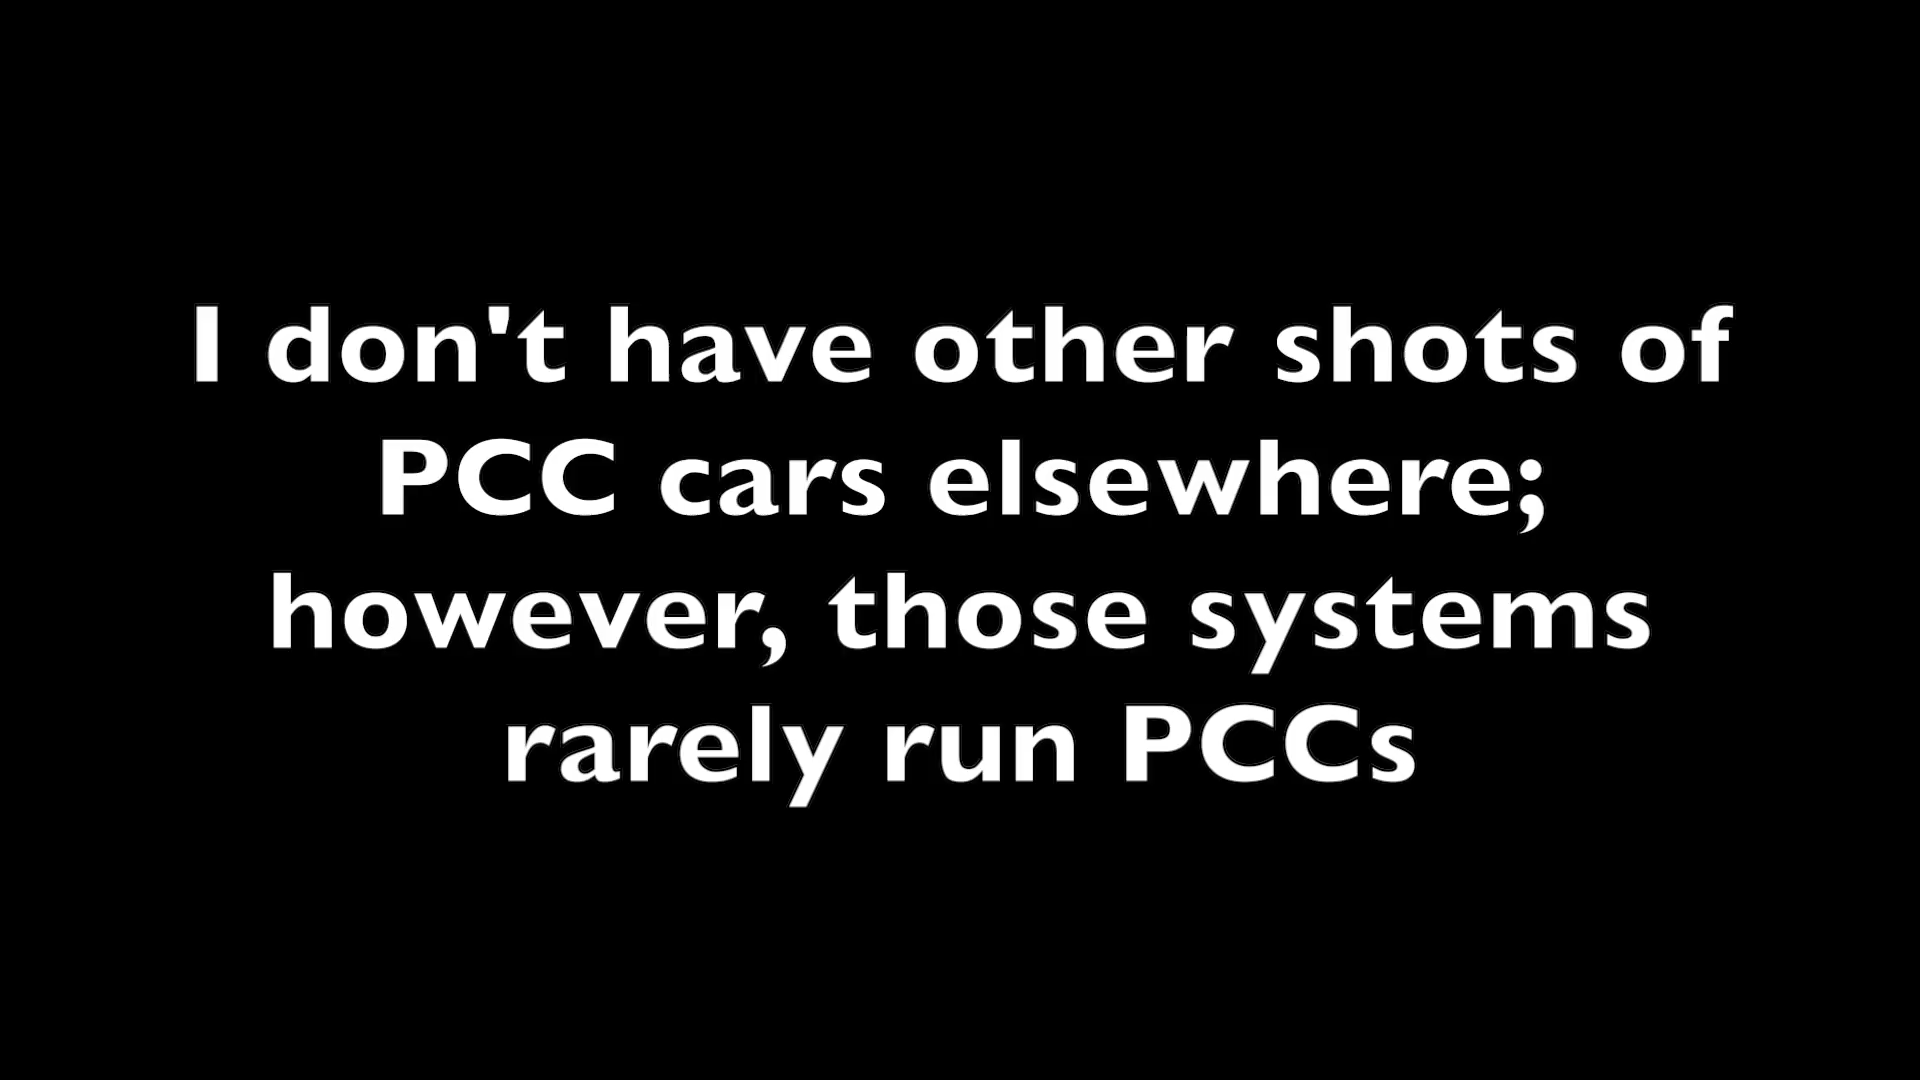 I don't have other shots of
PCC cars elsewhere;
however, those systems
rarely run PCCs